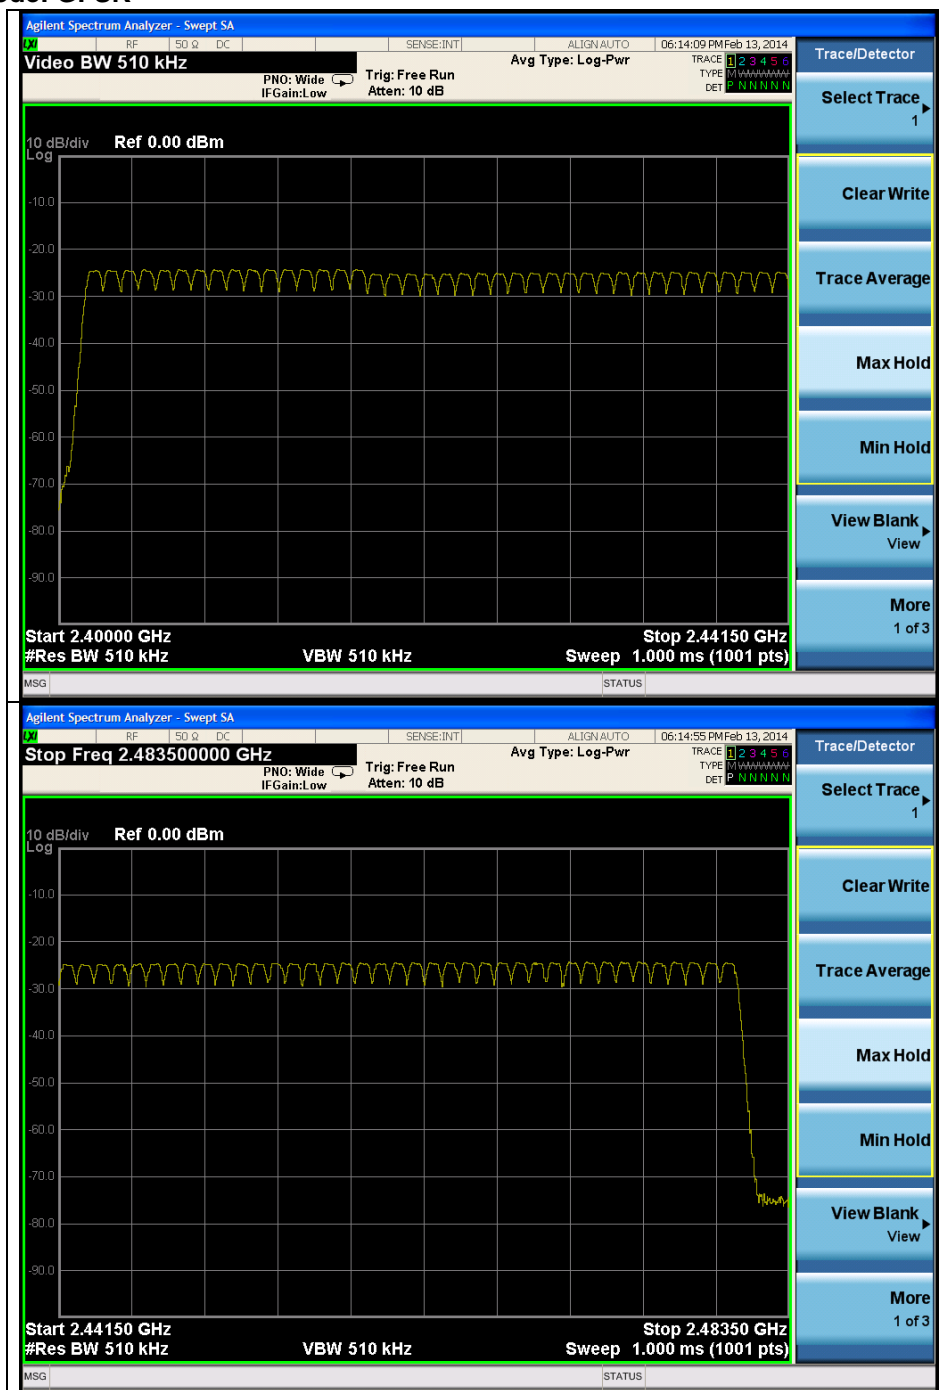 Agilent Spectrum Analyzer - Swept SA
LXI RF 50 Ω DC SENSE:INT ALIGN AUTO 06:14:09 PM Feb 13, 2014
Video BW 510 kHz
PNO: Wide
IFGain:Low
Trig: Free Run
Atten: 10 dB
Avg Type: Log-Pwr
TRACE 1 2 3 4 5 6
TYPE M WWWWW
DET P N N N N N
Trace/Detector
Select Trace
1
10 dB/div Ref 0.00 dBm
Log
-10.0
-20.0
-30.0
-40.0
-50.0
-60.0
-70.0
-80.0
-90.0
Clear Write
Trace Average
Max Hold
Min Hold
View Blank
View
More
1 of 3
Start 2.40000 GHz Stop 2.44150 GHz
#Res BW 510 kHz VBW 510 kHz Sweep 1.000 ms (1001 pts)
MSG STATUS
Agilent Spectrum Analyzer - Swept SA
LXI RF 50 Ω DC SENSE:INT ALIGN AUTO 06:14:55 PM Feb 13, 2014
Stop Freq 2.483500000 GHz
PNO: Wide
IFGain:Low
Trig: Free Run
Atten: 10 dB
Avg Type: Log-Pwr
TRACE 1 2 3 4 5 6
TYPE M WWWWW
DET P N N N N N
Trace/Detector
Select Trace
1
10 dB/div Ref 0.00 dBm
Log
-10.0
-20.0
-30.0
-40.0
-50.0
-60.0
-70.0
-80.0
-90.0
Clear Write
Trace Average
Max Hold
Min Hold
View Blank
View
More
1 of 3
Start 2.44150 GHz Stop 2.48350 GHz
#Res BW 510 kHz VBW 510 kHz Sweep 1.000 ms (1001 pts)
MSG STATUS